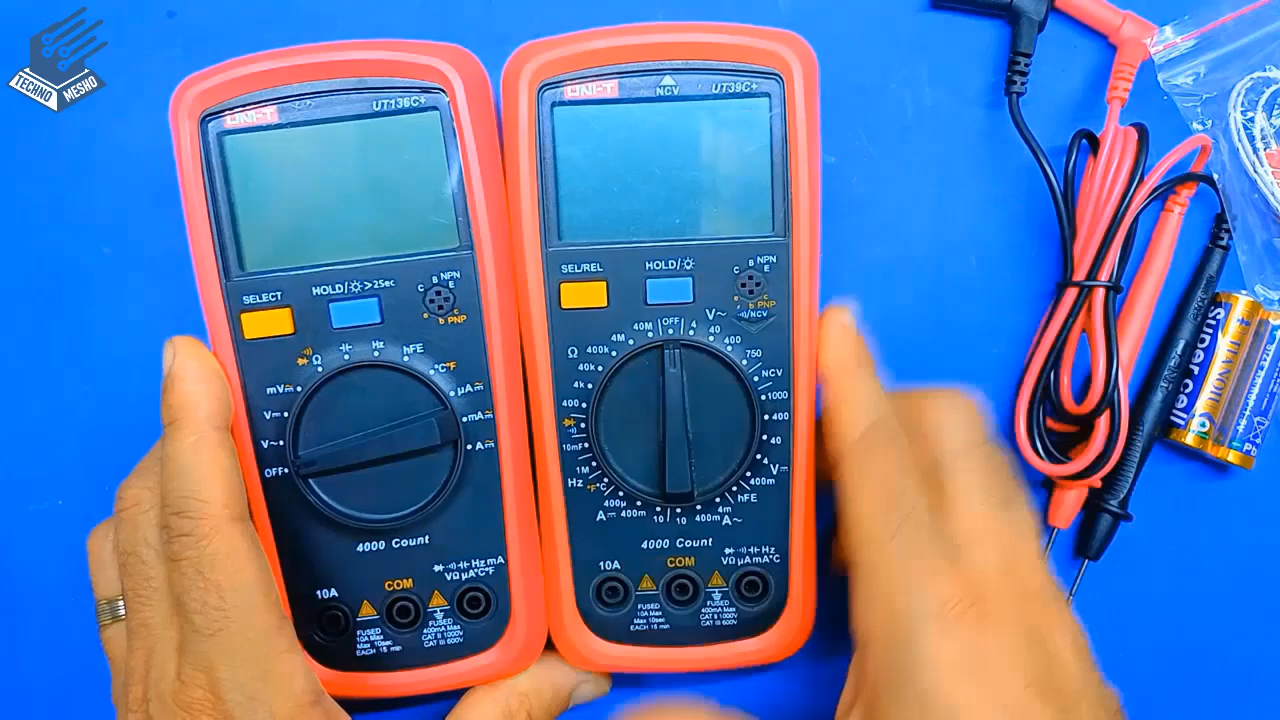 TECHNO
MESHO
UNI-T
UT136C+
SELECT
HOLD/☼>2Sec
NPN
C B E
e b c
PNP
Ω
Hz
hFE
°C°F
mV
V⎓
V~
OFF
µA
mA
A
4000 Count
10A
COM
Hz mA
VΩ µA°C°F
FUSED
10A Max
Max 10sec
EACH 15 min
FUSED
400mA Max
CAT II 1000V
CAT III 600V
UNI-T
NCV
UT39C+
SEL/REL
HOLD/☼
NPN
C B E
e b c
PNP
/NCV
OFF
V~
4
40
400
750
NCV
1000
400
40
4
V⎓
400m
hFE
4m
A~
400m
10
10
400m
400µ
A⎓
°F°C
Hz
1M
10mF
400
4k
40k
400k
Ω
4M
40M
4000 Count
10A
COM
Hz
VΩ µA mA°C
FUSED
10A Max
Max 10sec
EACH 15 min
FUSED
400mA Max
CAT II 1000V
CAT III 600V
Super cell
TIANQIU